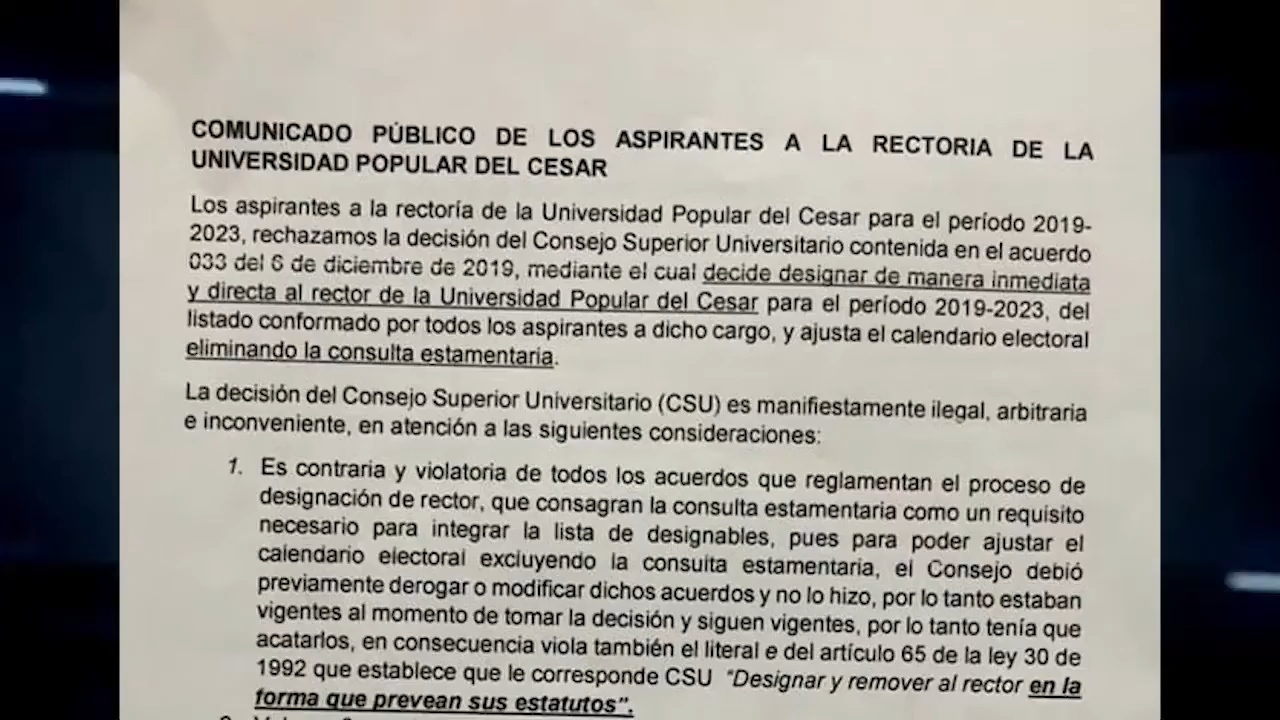 COMUNICADO PÚBLICO DE LOS ASPIRANTES A LA RECTORIA DE LA
UNIVERSIDAD POPULAR DEL CESAR
Los aspirantes a la rectoría de la Universidad Popular del Cesar para el período 2019-
2023, rechazamos la decisión del Consejo Superior Universitario contenida en el acuerdo
033 del 6 de diciembre de 2019, mediante el cual decide designar de manera inmediata
y directa al rector de la Universidad Popular del Cesar para el período 2019-2023, del
listado conformado por todos los aspirantes a dicho cargo, y ajusta el calendario electoral
eliminando la consulta estamentaria.
La decisión del Consejo Superior Universitario (CSU) es manifiestamente ilegal, arbitraria
e inconveniente, en atención a las siguientes consideraciones:
1. Es contraria y violatoria de todos los acuerdos que reglamentan el proceso de
designación de rector, que consagran la consulta estamentaria como un requisito
necesario para integrar la lista de designables, pues para poder ajustar el
calendario electoral excluyendo la consulta estamentaria, el Consejo debió
previamente derogar o modificar dichos acuerdos y no lo hizo, por lo tanto estaban
vigentes al momento de tomar la decisión y siguen vigentes, por lo tanto tenía que
acatarlos, en consecuencia viola también el literal e del artículo 65 de la ley 30 de
1992 que establece que le corresponde CSU "Designar y remover al rector en la
forma que prevean sus estatutos".